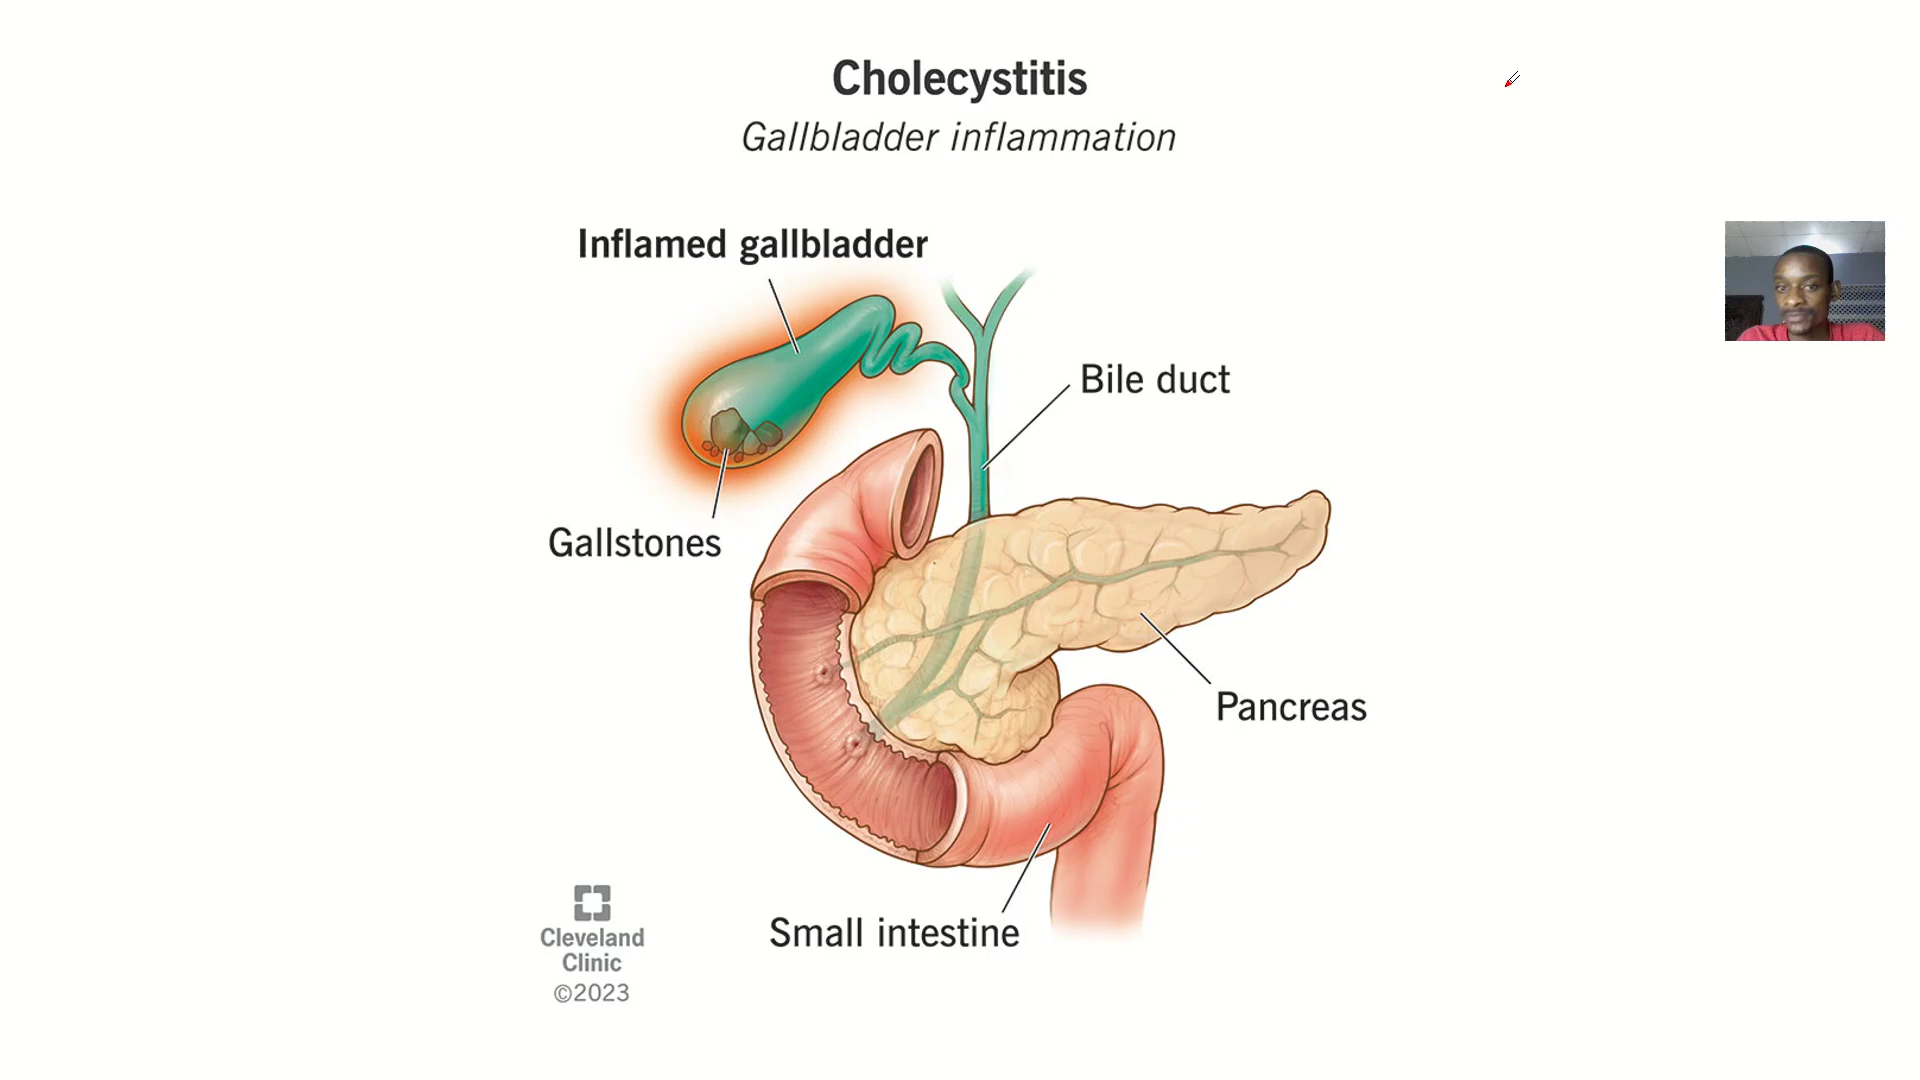 Cholecystitis
Gallbladder inflammation
Inflamed gallbladder
Bile duct
Gallstones
Pancreas
Small intestine
Cleveland
Clinic
©2023